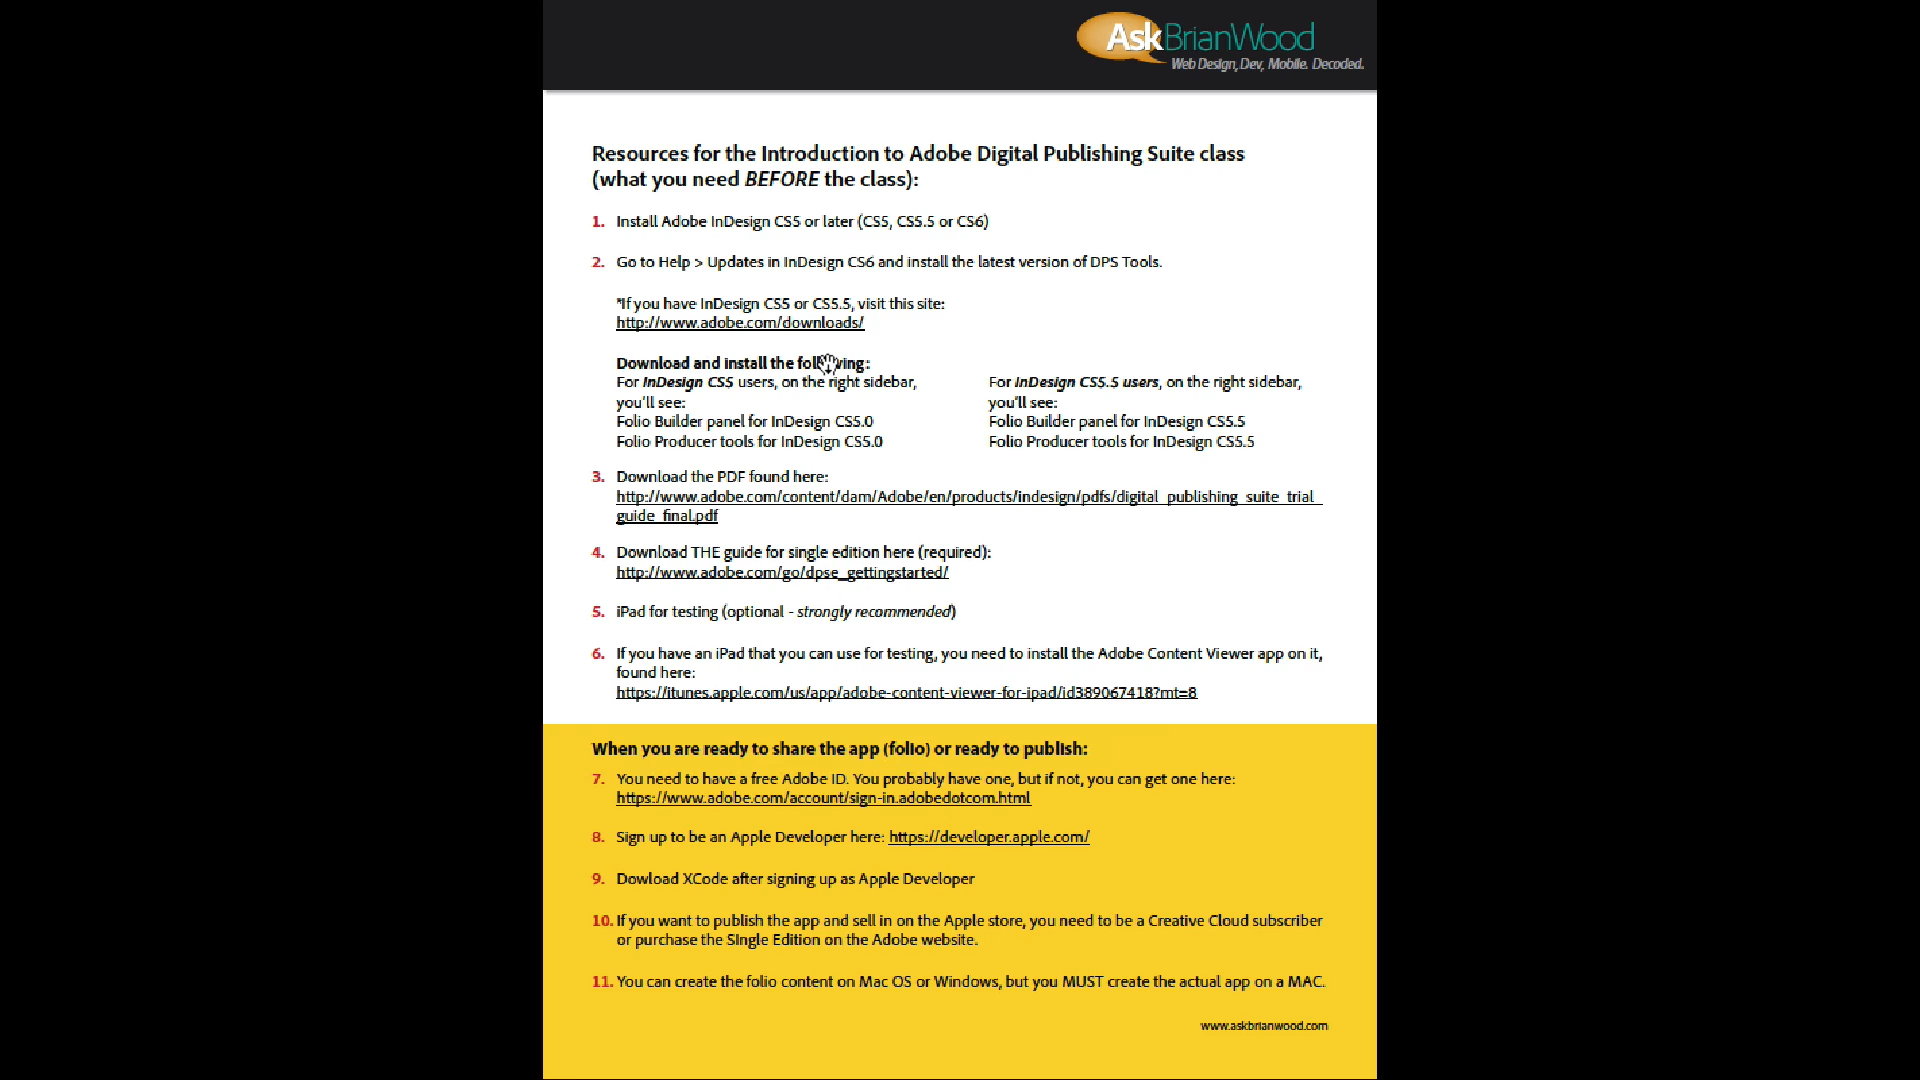 AskBrianWood
Web Design, Dev, Mobile. Decoded.
Resources for the Introduction to Adobe Digital Publishing Suite class
(what you need BEFORE the class):
1. Install Adobe InDesign CS5 or later (CS5, CS5.5 or CS6)
2. Go to Help > Updates in InDesign CS6 and install the latest version of DPS Tools.
*If you have InDesign CS5 or CS5.5, visit this site:
http://www.adobe.com/downloads/
Download and install the following:
For InDesign CS5 users, on the right sidebar,
you'll see:
Folio Builder panel for InDesign CS5.0
Folio Producer tools for InDesign CS5.0
For InDesign CS5.5 users, on the right sidebar,
you'll see:
Folio Builder panel for InDesign CS5.5
Folio Producer tools for InDesign CS5.5
3. Download the PDF found here:
http://www.adobe.com/content/dam/Adobe/en/products/indesign/pdfs/digital_publishing_suite_trial_
guide_final.pdf
4. Download THE guide for single edition here (required):
http://www.adobe.com/go/dpse_gettingstarted/
5. iPad for testing (optional - strongly recommended)
6. If you have an iPad that you can use for testing, you need to install the Adobe Content Viewer app on it,
found here:
https://itunes.apple.com/us/app/adobe-content-viewer-for-ipad/id389067418?mt=8
When you are ready to share the app (folio) or ready to publish:
7. You need to have a free Adobe ID. You probably have one, but if not, you can get one here:
https://www.adobe.com/account/sign-in.adobedotcom.html
8. Sign up to be an Apple Developer here: https://developer.apple.com/
9. Dowload XCode after signing up as Apple Developer
10. If you want to publish the app and sell in on the Apple store, you need to be a Creative Cloud subscriber
or purchase the SIngle Edition on the Adobe website.
11. You can create the folio content on Mac OS or Windows, but you MUST create the actual app on a MAC.
www.askbrianwood.com